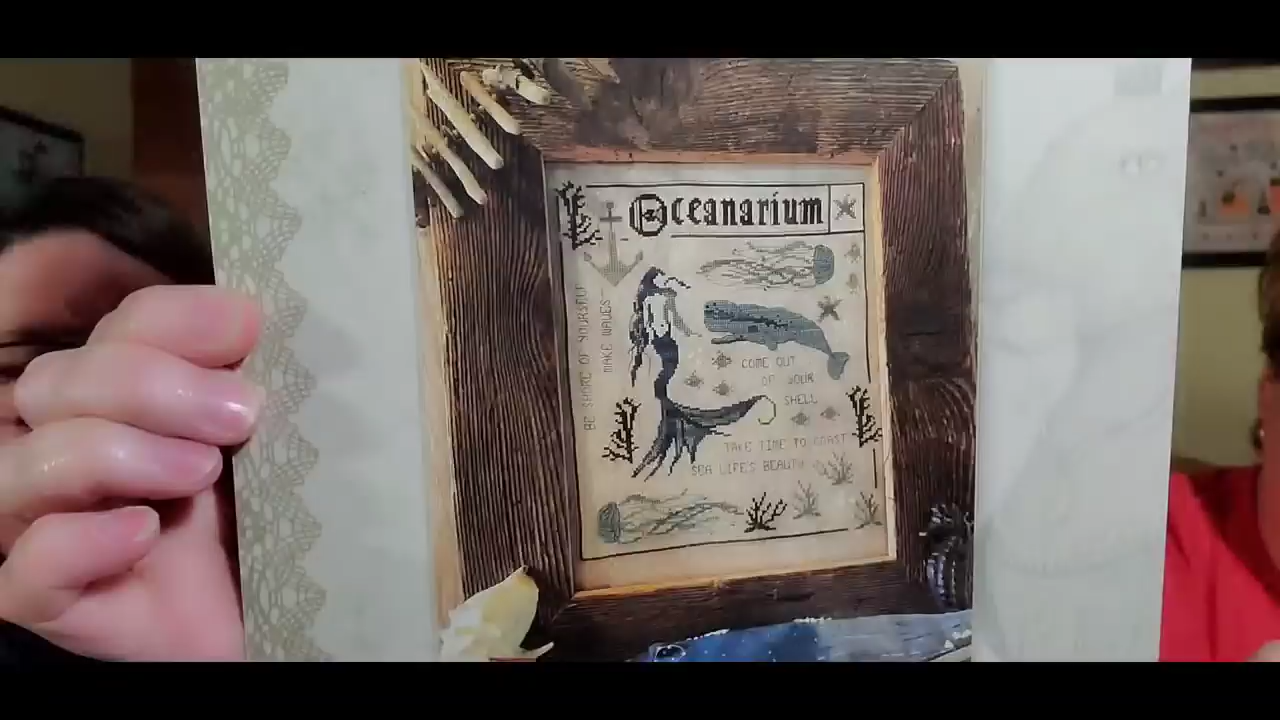 Oceanarium
BE SHORE OF YOURSELF
MAKE WAVES
COME OUT
OF YOUR
SHELL
TAKE TIME TO COAST
SEA LIFE'S BEAUTY